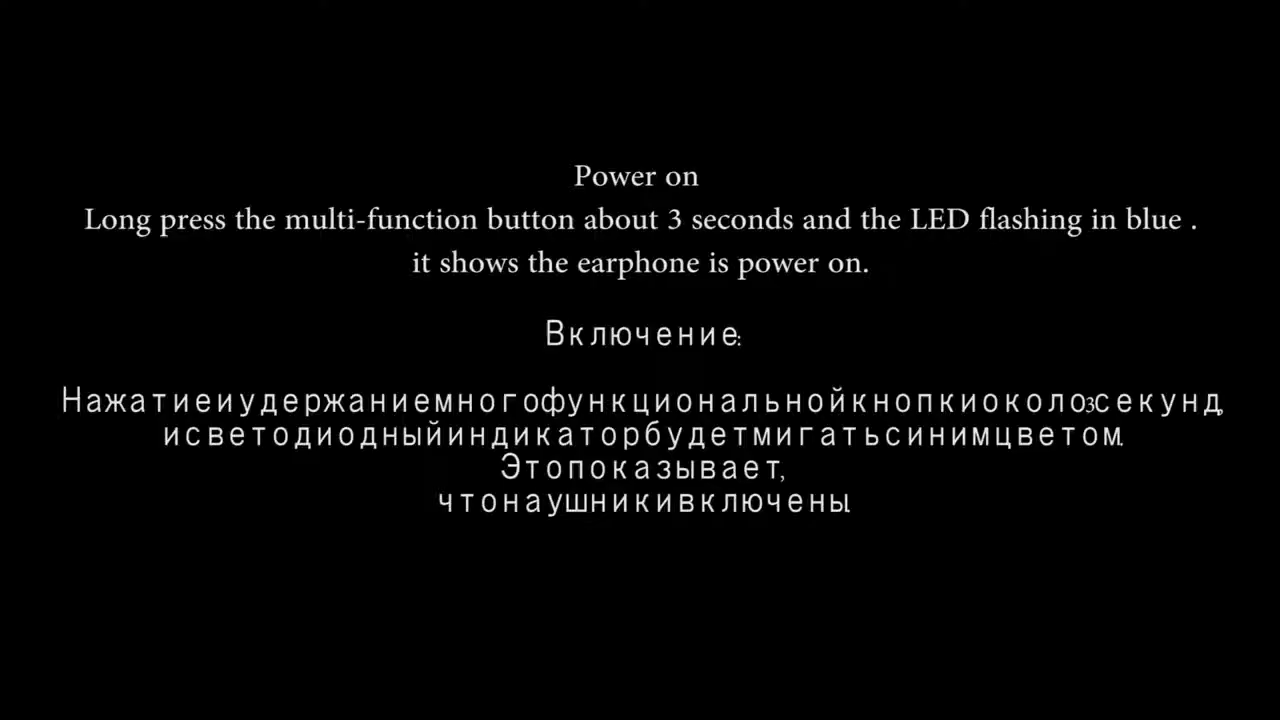 Power on
Long press the multi-function button about 3 seconds and the LED flashing in blue .
it shows the earphone is power on.
Включение:
Нажатиеиудержаниемногофункциональнойкнопкиоколо3секунд,
исветодиодныйиндикаторбудетмигатьсинимцветом.
Этопоказывает,
чтонаушникивключены.